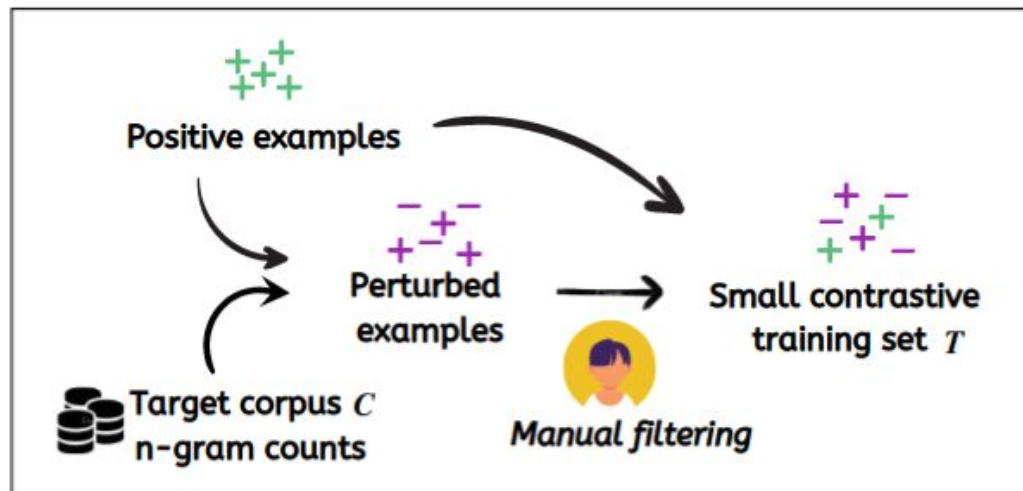 Positive examples
Perturbed
examples
Small contrastive
training set T
Target corpus C
n-gram counts
Manual filtering